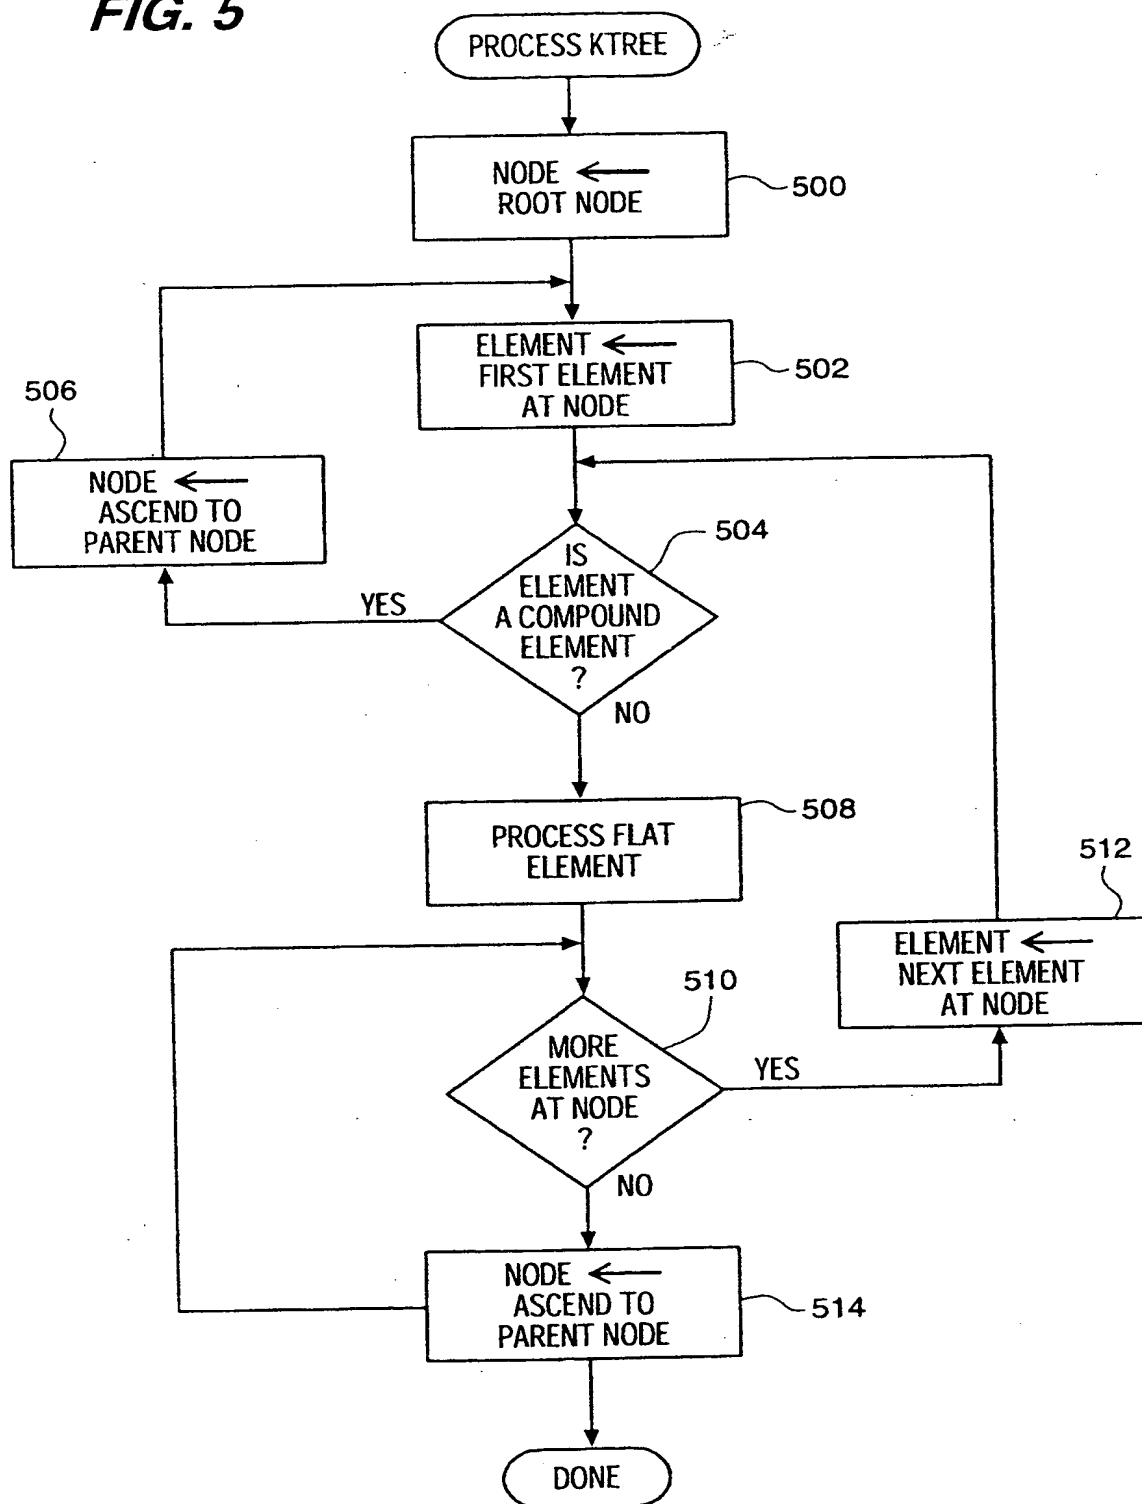 FIG. 5
PROCESS KTREE
NODE ←
ROOT NODE
500
ELEMENT ←
FIRST ELEMENT
AT NODE
502
506
NODE ←
ASCEND TO
PARENT NODE
504
IS
ELEMENT
A COMPOUND
ELEMENT
?
YES
NO
PROCESS FLAT
ELEMENT
508
512
ELEMENT ←
NEXT ELEMENT
AT NODE
510
MORE
ELEMENTS
AT NODE
?
YES
NO
NODE ←
ASCEND TO
PARENT NODE
514
DONE